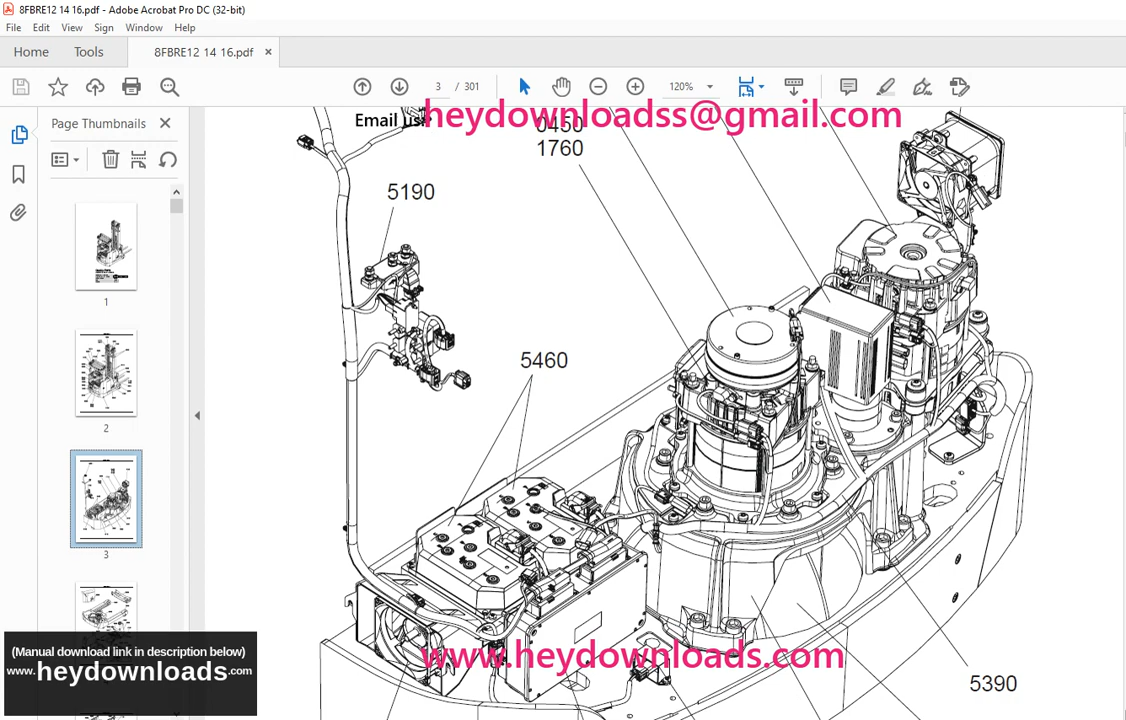 8FBRE12 14 16.pdf - Adobe Acrobat Pro DC (32-bit)
File Edit View Sign Window Help
Home Tools 8FBRE12 14 16.pdf ×
3 / 301 120%
Page Thumbnails
Email us:
heydownloadss@gmail.com
0450
1760
5190
5460
5390
1
2
3
(Manual download link in description below)
www.heydownloads.com
www.heydownloads.com